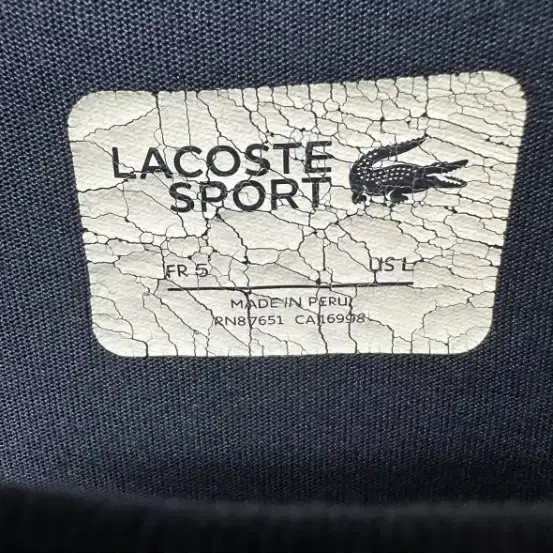 LACOSTE
SPORT
FR 5 US L
MADE IN PERU
RN87651 CA16998